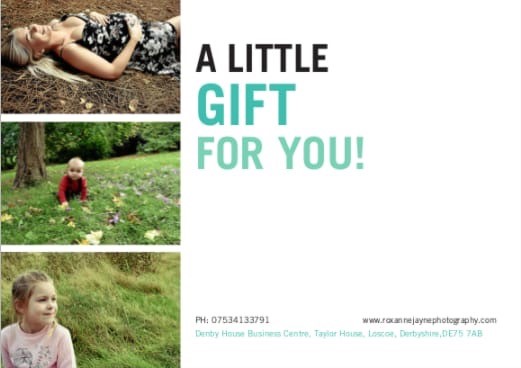 A LITTLE
GIFT
FOR YOU!
PH: 07534133791
www.roxannejaynephotography.com
Denby House Business Centre, Taylor House, Loscoe, Derbyshire,DE75 7AB